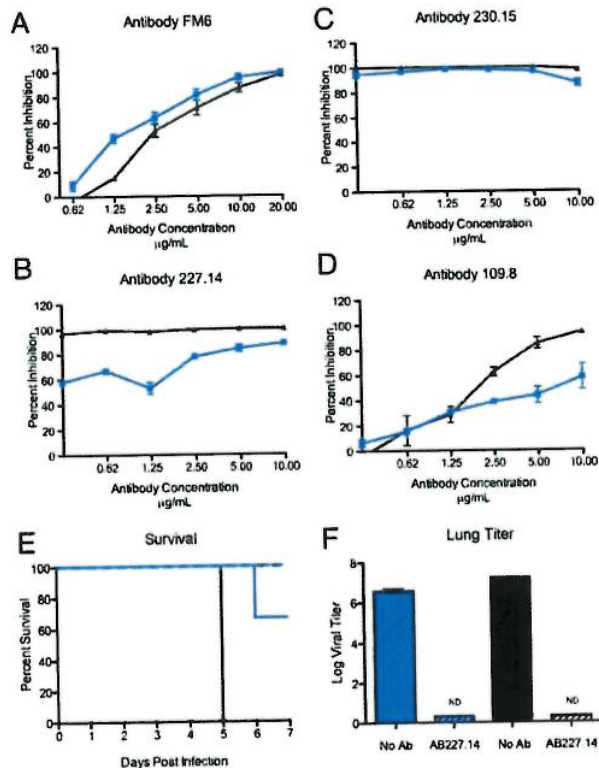 A
Antibody FM6
Percent Inhibition
120
100
80
60
40
20
0
0.62 1.25 2.50 5.00 10.00 20.00
Antibody Concentration
µg/mL
C
Antibody 230.15
Percent Inhibition
120
100
80
60
40
20
0
0.62 1.25 2.50 5.00 10.00
Antibody Concentration
µg/mL
B
Antibody 227.14
Percent Inhibition
120
100
80
60
40
20
0
0.62 1.25 2.50 5.00 10.00
Antibody Concentration
µg/mL
D
Antibody 109.8
Percent Inhibition
120
100
80
60
40
20
0
0.62 1.25 2.50 5.00 10.00
Antibody Concentration
µg/mL
E
Survival
Percent Survival
100
80
60
40
20
0
0 1 2 3 4 5 6 7
Days Post Infection
F
Lung Titer
Log Viral Titer
8
6
4
2
0
ND
ND
No Ab AB227.14 No Ab AB227.14